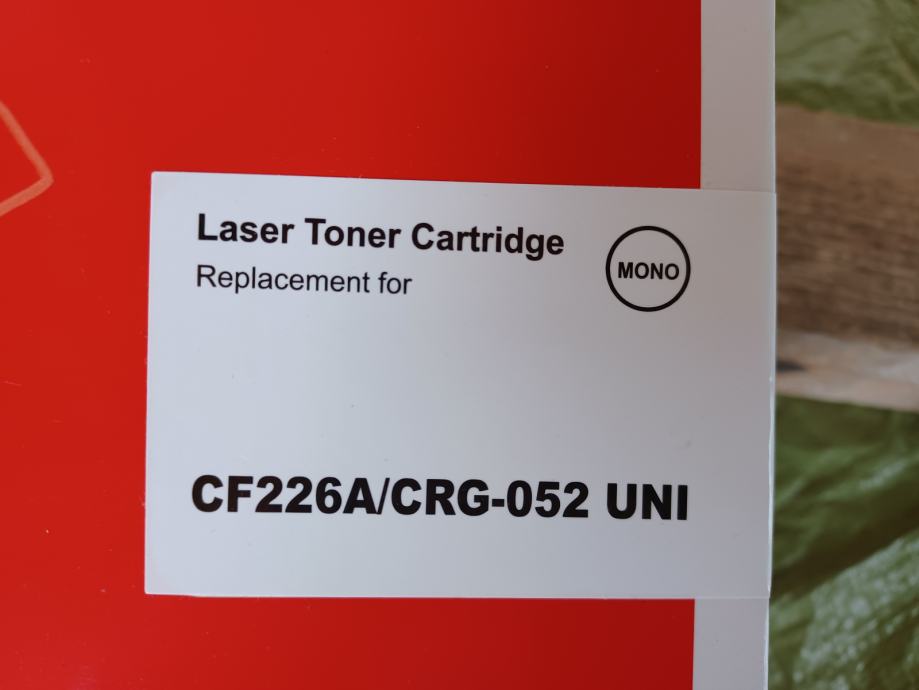 Laser Toner Cartridge
Replacement for
MONO
CF226A/CRG-052 UNI